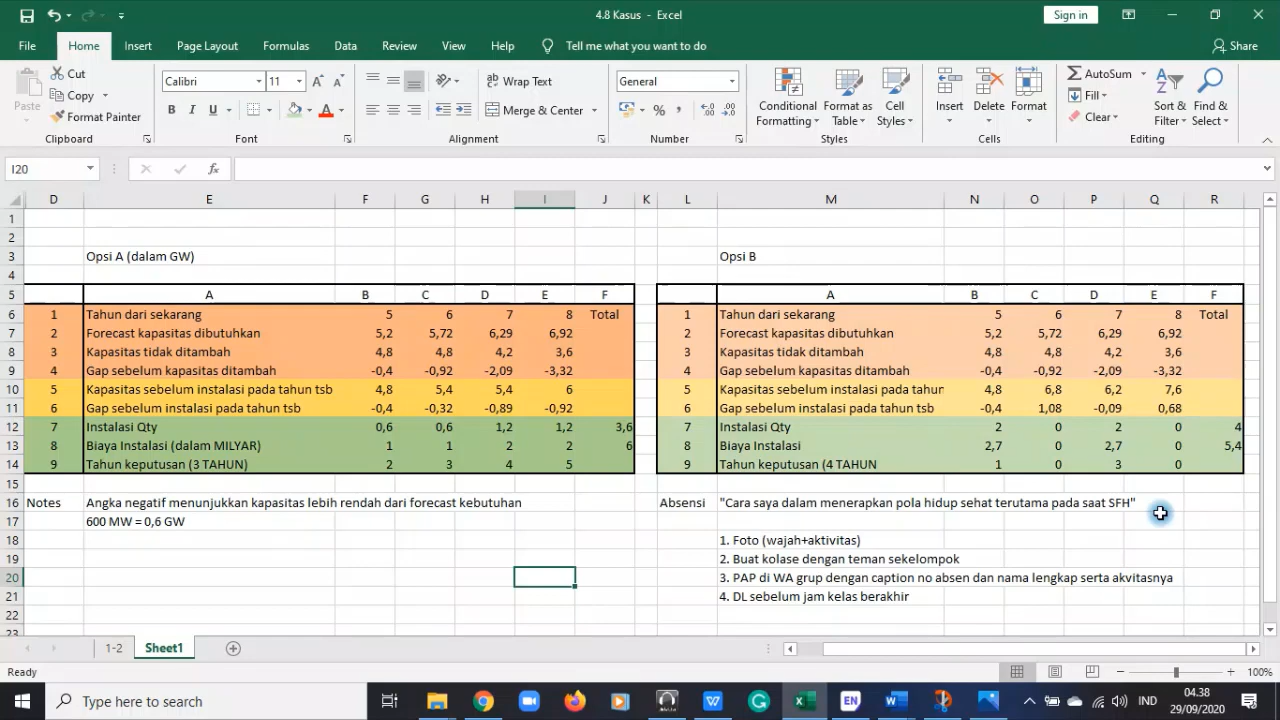 4.8 Kasus - Excel
Sign in
File Home Insert Page Layout Formulas Data Review View Help Tell me what you want to do Share
Paste Cut Copy Format Painter Clipboard
Calibri 11 B I U Font
Wrap Text Merge & Center Alignment
General Number
Conditional Formatting Format as Table Cell Styles Styles
Insert Delete Format Cells
AutoSum Fill Clear Sort & Filter Find & Select Editing
I20 fx
D E F G H I J K L M N O P Q R
1
2
3 Opsi A (dalam GW) Opsi B
4
5 A B C D E F A B C D E F
6 1 Tahun dari sekarang 5 6 7 8 Total 1 Tahun dari sekarang 5 6 7 8 Total
7 2 Forecast kapasitas dibutuhkan 5,2 5,72 6,29 6,92 2 Forecast kapasitas dibutuhkan 5,2 5,72 6,29 6,92
8 3 Kapasitas tidak ditambah 4,8 4,8 4,2 3,6 3 Kapasitas tidak ditambah 4,8 4,8 4,2 3,6
9 4 Gap sebelum kapasitas ditambah -0,4 -0,92 -2,09 -3,32 4 Gap sebelum kapasitas ditambah -0,4 -0,92 -2,09 -3,32
10 5 Kapasitas sebelum instalasi pada tahun tsb 4,8 5,4 5,4 6 5 Kapasitas sebelum instalasi pada tahun 4,8 6,8 6,2 7,6
11 6 Gap sebelum instalasi pada tahun tsb -0,4 -0,32 -0,89 -0,92 6 Gap sebelum instalasi pada tahun tsb -0,4 1,08 -0,09 0,68
12 7 Instalasi Qty 0,6 0,6 1,2 1,2 3,6 7 Instalasi Qty 2 0 2 0 4
13 8 Biaya Instalasi (dalam MILYAR) 1 1 2 2 6 8 Biaya Instalasi 2,7 0 2,7 0 5,4
14 9 Tahun keputusan (3 TAHUN) 2 3 4 5 9 Tahun keputusan (4 TAHUN 1 0 3 0
15
16 Notes Angka negatif menunjukkan kapasitas lebih rendah dari forecast kebutuhan Absensi "Cara saya dalam menerapkan pola hidup sehat terutama pada saat SFH"
17 600 MW = 0,6 GW
18 1. Foto (wajah+aktivitas)
19 2. Buat kolase dengan teman sekelompok
20 3. PAP di WA grup dengan caption no absen dan nama lengkap serta akvitasnya
21 4. DL sebelum jam kelas berakhir
22
23
1-2 Sheet1
Ready 100%
Type here to search EN IND 04.38
29/09/2020